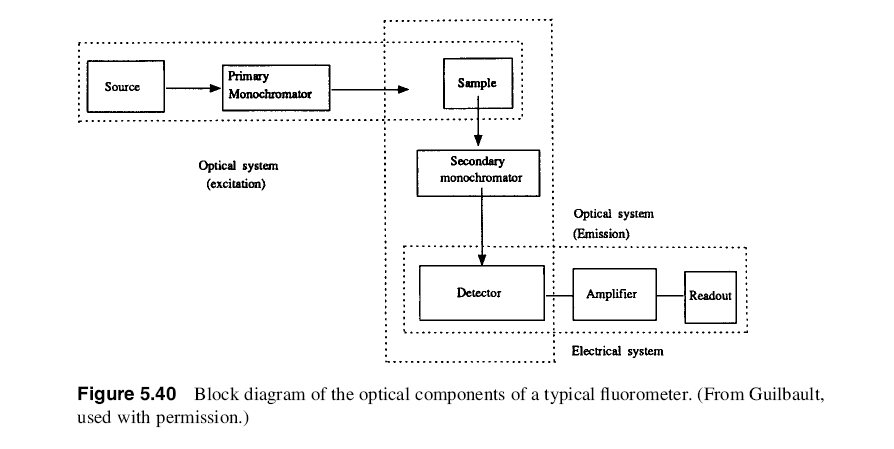 Source
Primary
Monochromator
Sample
Optical system
(excitation)
Secondary
monochromator
Optical system
(Emission)
Detector
Amplifier
Readout
Electrical system
Figure 5.40 Block diagram of the optical components of a typical fluorometer. (From Guilbault,
used with permission.)